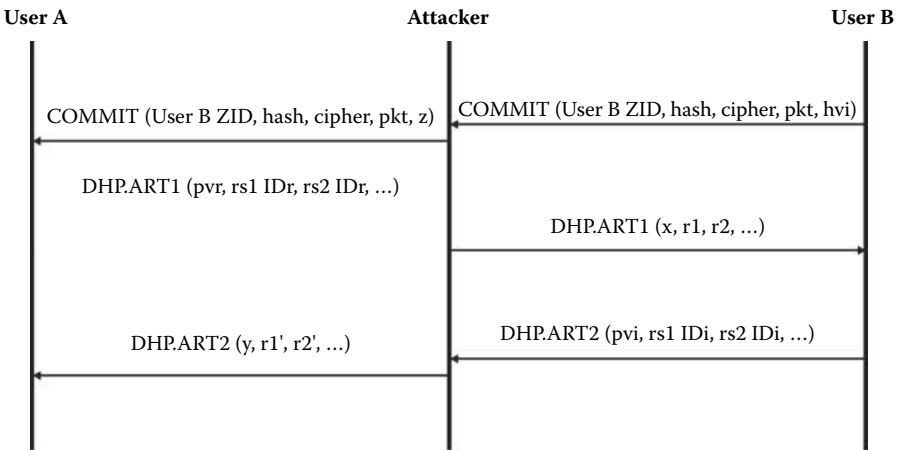 User A
Attacker
User B
COMMIT (User B ZID, hash, cipher, pkt, z)
COMMIT (User B ZID, hash, cipher, pkt, hvi)
DHP.ART1 (pvr, rs1 IDr, rs2 IDr, ...)
DHP.ART1 (x, r1, r2, ...)
DHP.ART2 (y, r1', r2', ...)
DHP.ART2 (pvi, rs1 IDi, rs2 IDi, ...)